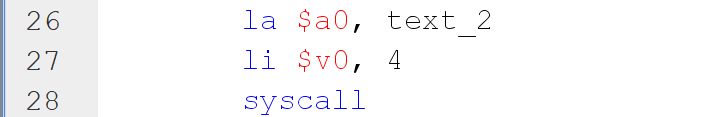 26 la $a0, text_2
27 li $v0, 4
28 syscall